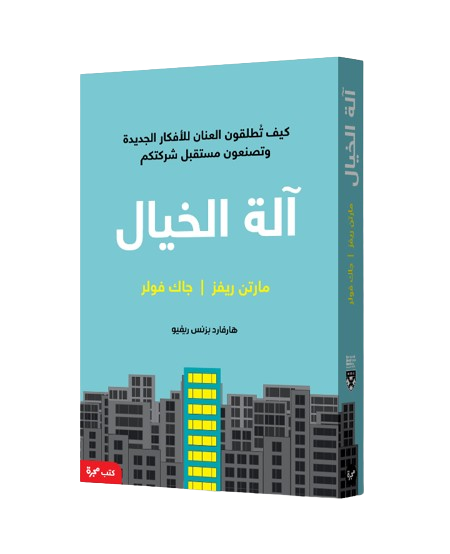 كيف تُطلقون العنان للأفكار الجديدة
وتصنعون مستقبل شركتكم
آلة الخيال
مارتن ريفز | جاك فولر
هارفارد بزنس ريفيو
كتب مجرة
آلة الخيال
مارتن ريفز | جاك فولر
مجرة